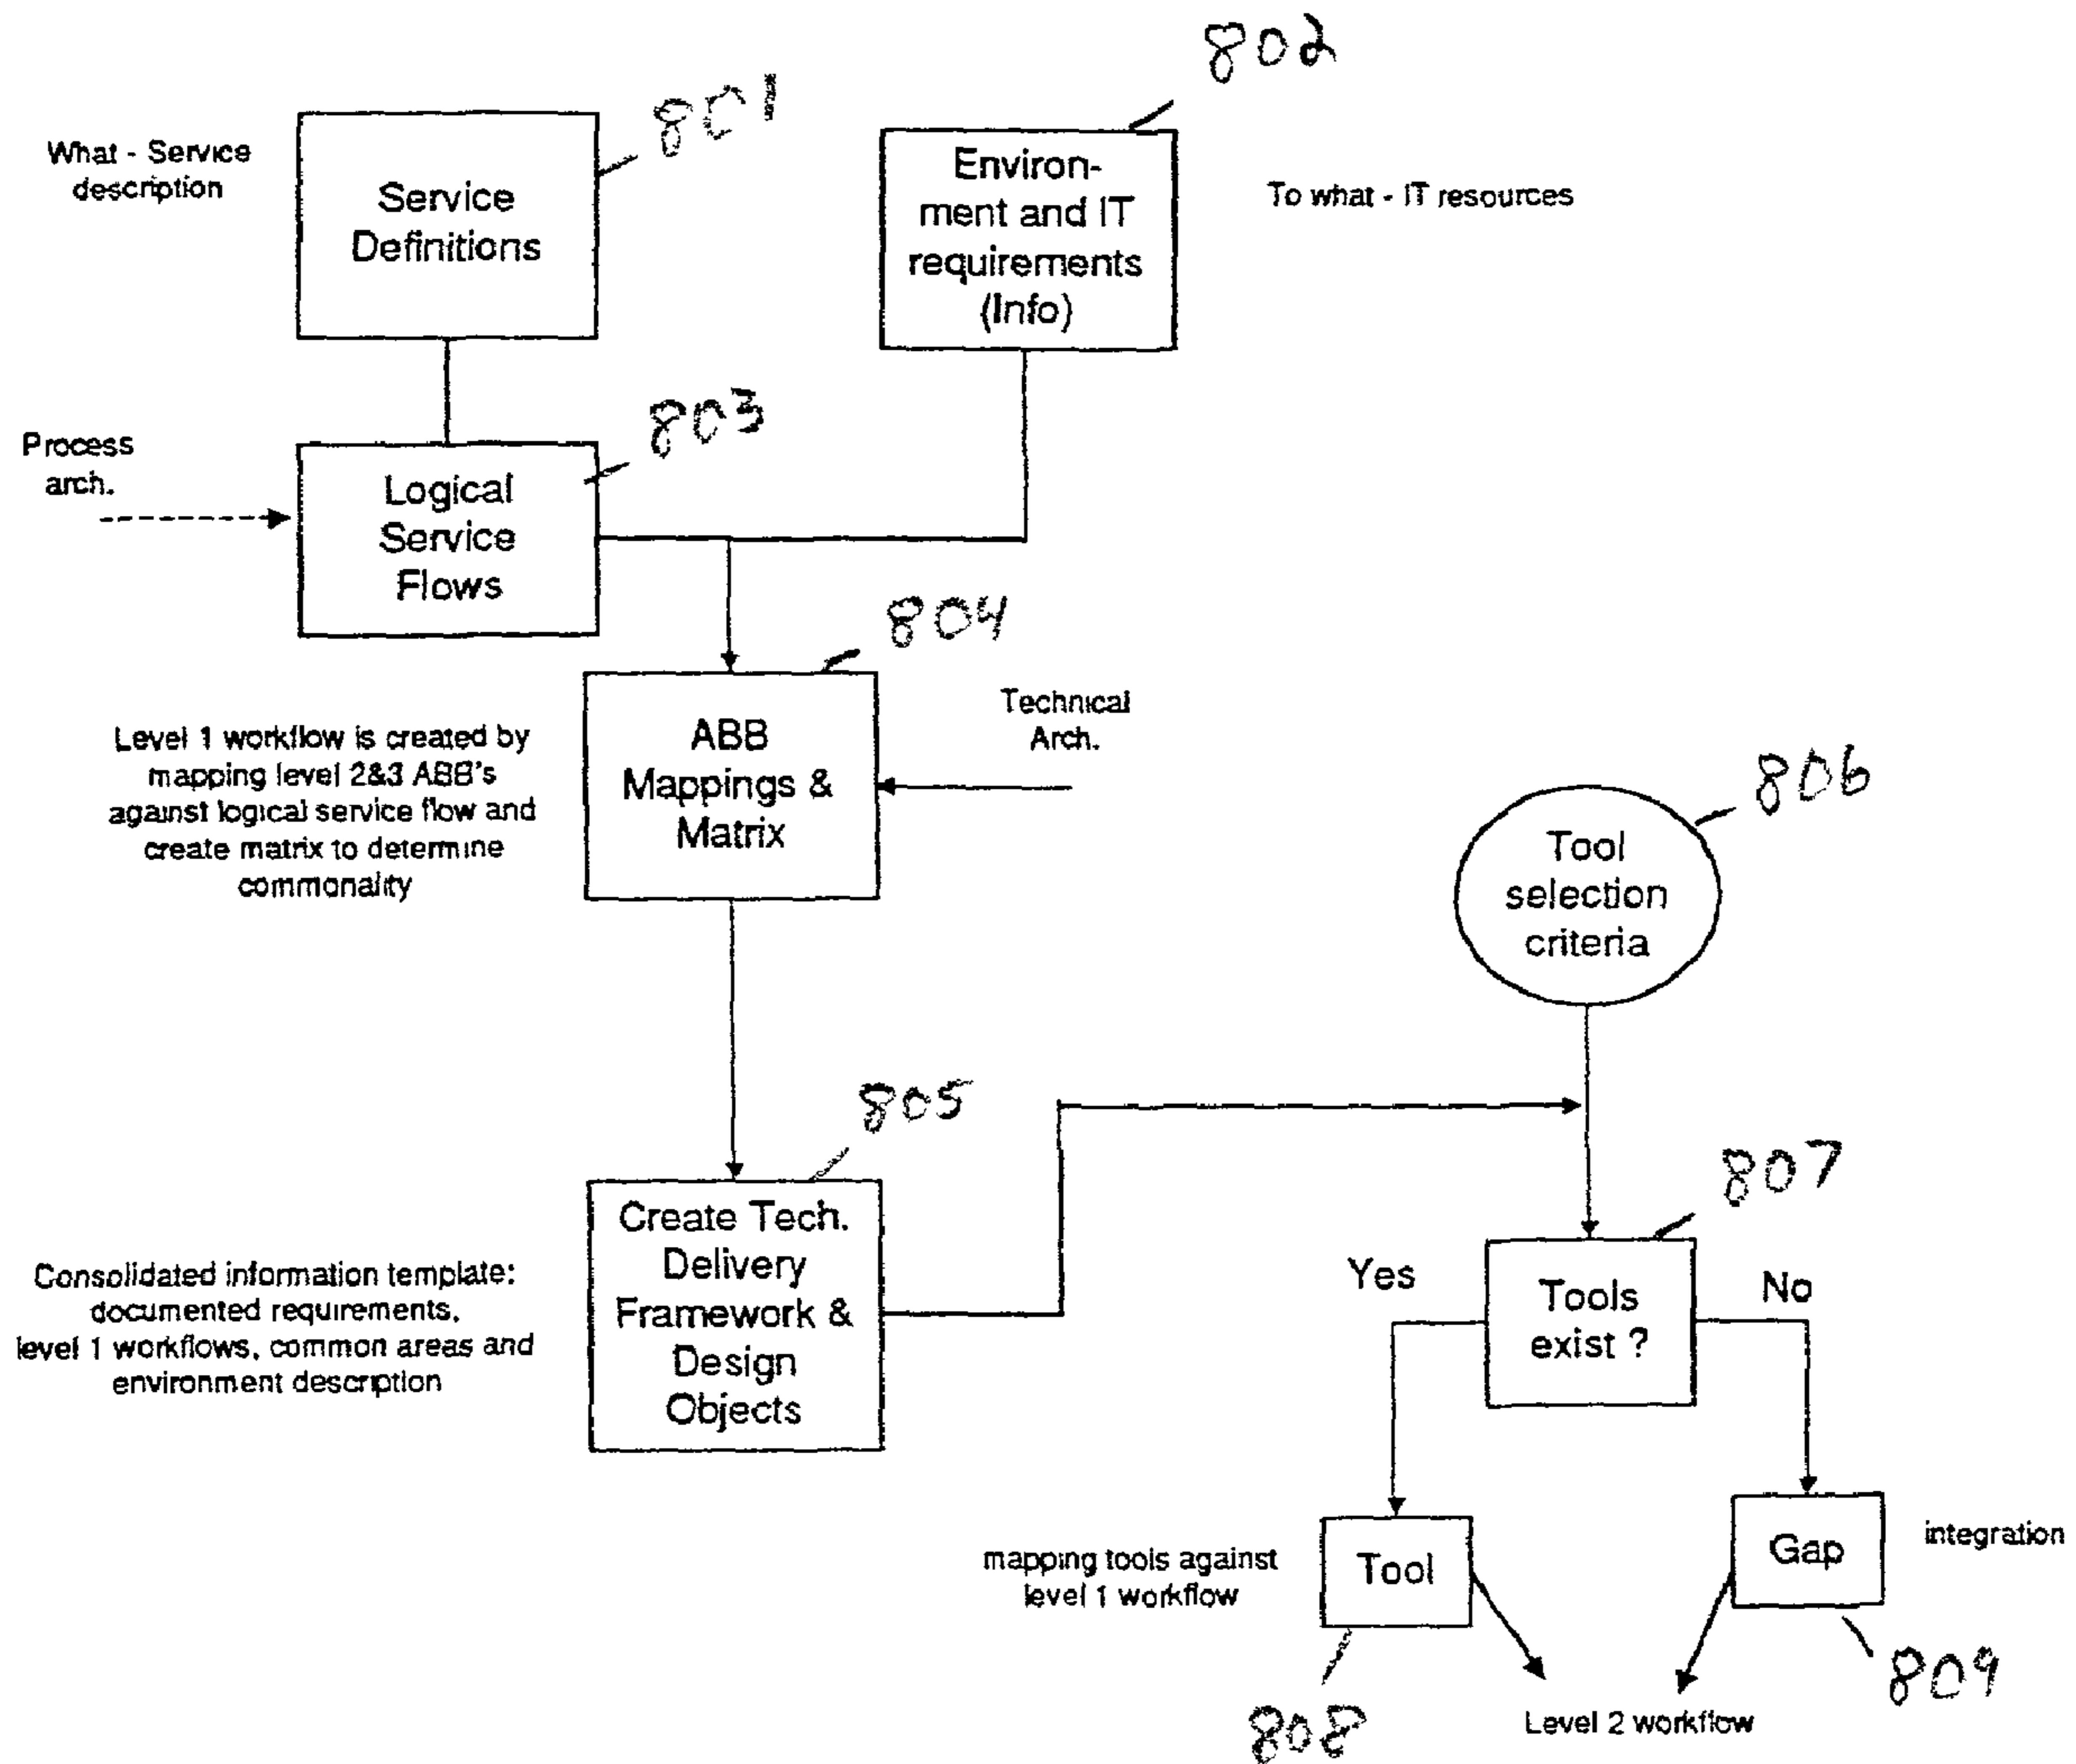 802
801
What - Service
description
Service
Definitions
Environ-
ment and IT
requirements
(Info)
To what - IT resources
803
Process
arch.
Logical
Service
Flows
804
Technical
Arch.
ABB
Mappings &
Matrix
Level 1 workflow is created by
mapping level 2&3 ABB's
against logical service flow and
create matrix to determine
commonality
806
Tool
selection
criteria
805
807
Create Tech.
Delivery
Framework &
Design
Objects
Consolidated information template:
documented requirements,
level 1 workflows, common areas and
environment description
Yes
Tools
exist ?
No
mapping tools against
level 1 workflow
Tool
Gap
integration
808
809
Level 2 workflow